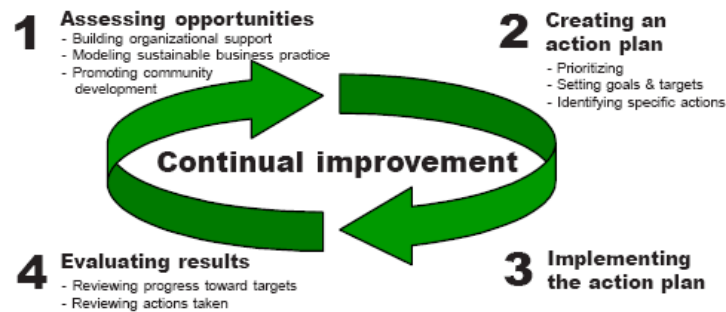 1 Assessing opportunities
- Building organizational support
- Modeling sustainable business practice
- Promoting community
development
2 Creating an
action plan
- Prioritizing
- Setting goals & targets
- Identifying specific actions
Continual improvement
3 Implementing
the action plan
4 Evaluating results
- Reviewing progress toward targets
- Reviewing actions taken